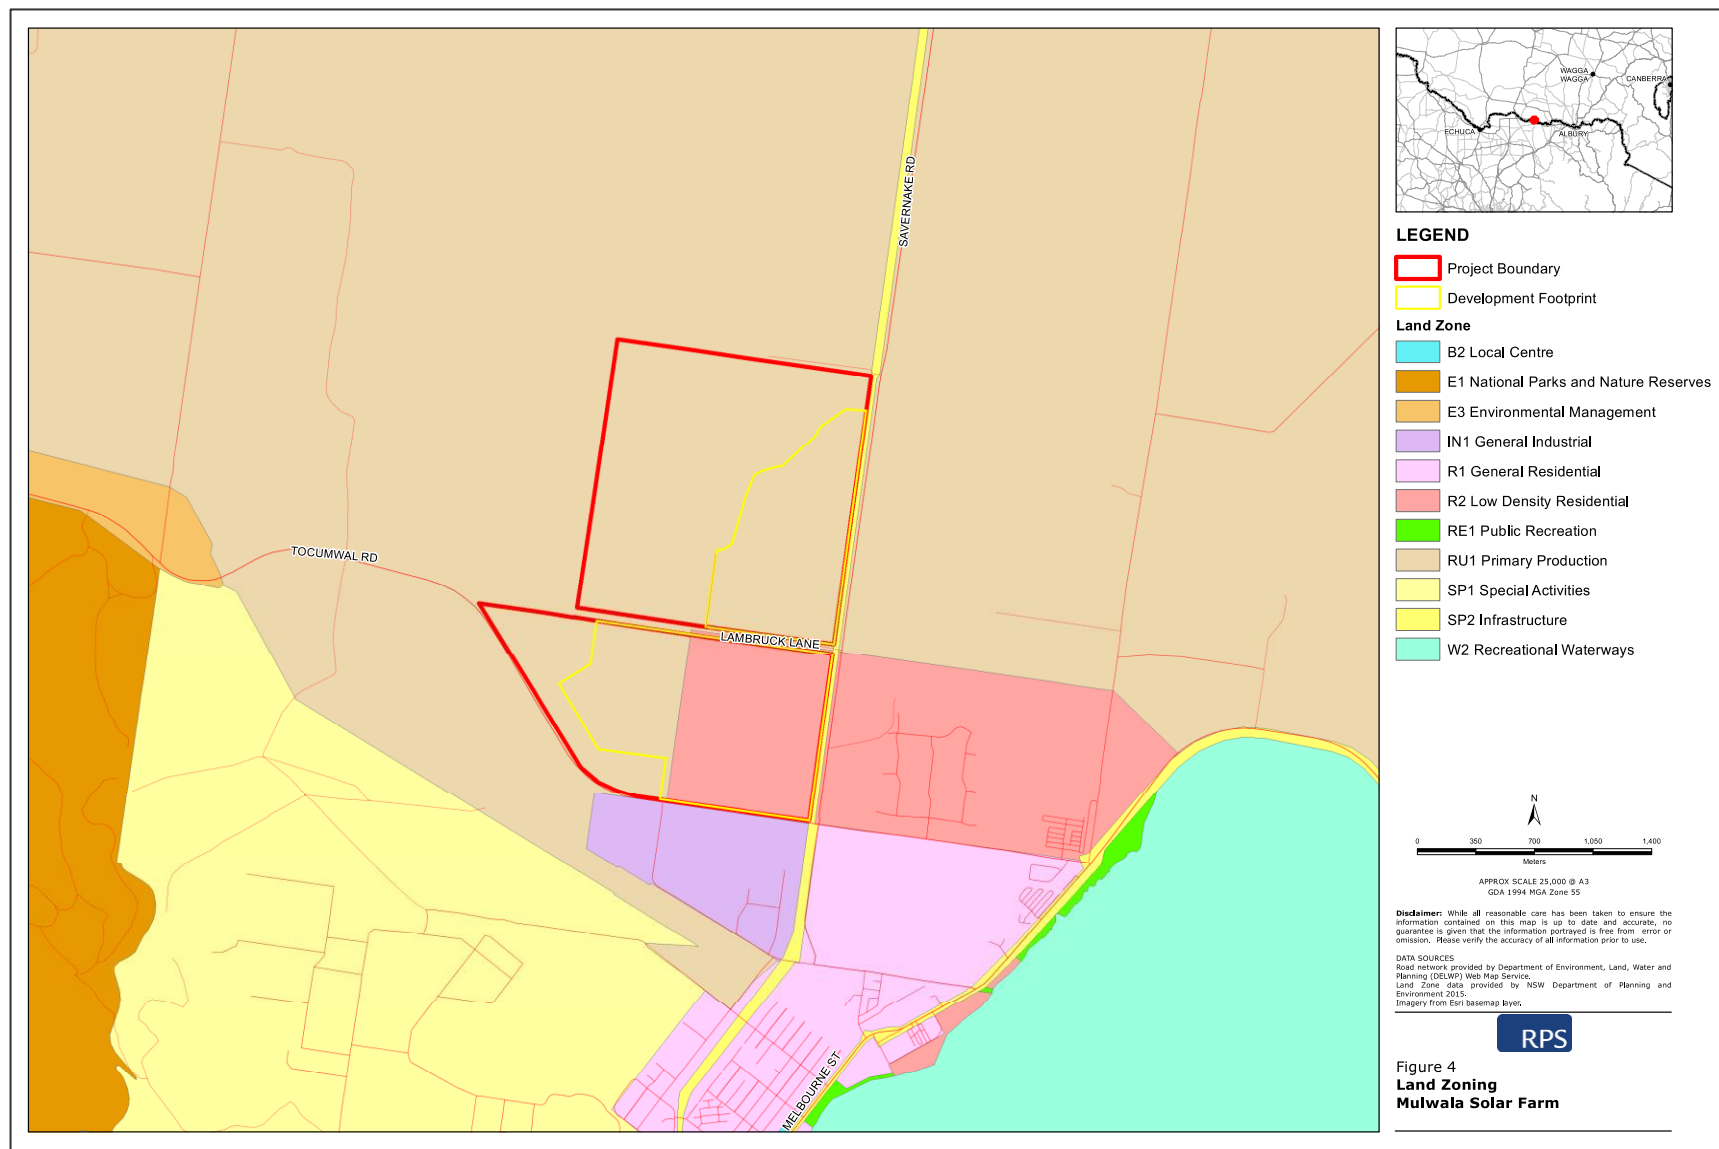 SAVERNAKE RD
TOCUMWAL RD
LAMBRUCK LANE
MELBOURNE ST
WAGGA
WAGGA
CANBERRA
ECHUCA
ALBURY
LEGEND
Project Boundary
Development Footprint
Land Zone
B2 Local Centre
E1 National Parks and Nature Reserves
E3 Environmental Management
IN1 General Industrial
R1 General Residential
R2 Low Density Residential
RE1 Public Recreation
RU1 Primary Production
SP1 Special Activities
SP2 Infrastructure
W2 Recreational Waterways
N
0 350 700 1,050 1,400
Meters
APPROX SCALE 25,000 @ A3
GDA 1994 MGA Zone 55
Disclaimer: While all reasonable care has been taken to ensure the
information contained on this map is up to date and accurate, no
guarantee is given that the information portrayed is free from error or
omission. Please verify the accuracy of all information prior to use.
DATA SOURCES
Road network provided by Department of Environment, Land, Water and
Planning (DELWP) Web Map Service.
Land Zone data provided by NSW Department of Planning and
Environment 2015.
Imagery from Esri basemap layer.
RPS
Figure 4
Land Zoning
Mulwala Solar Farm